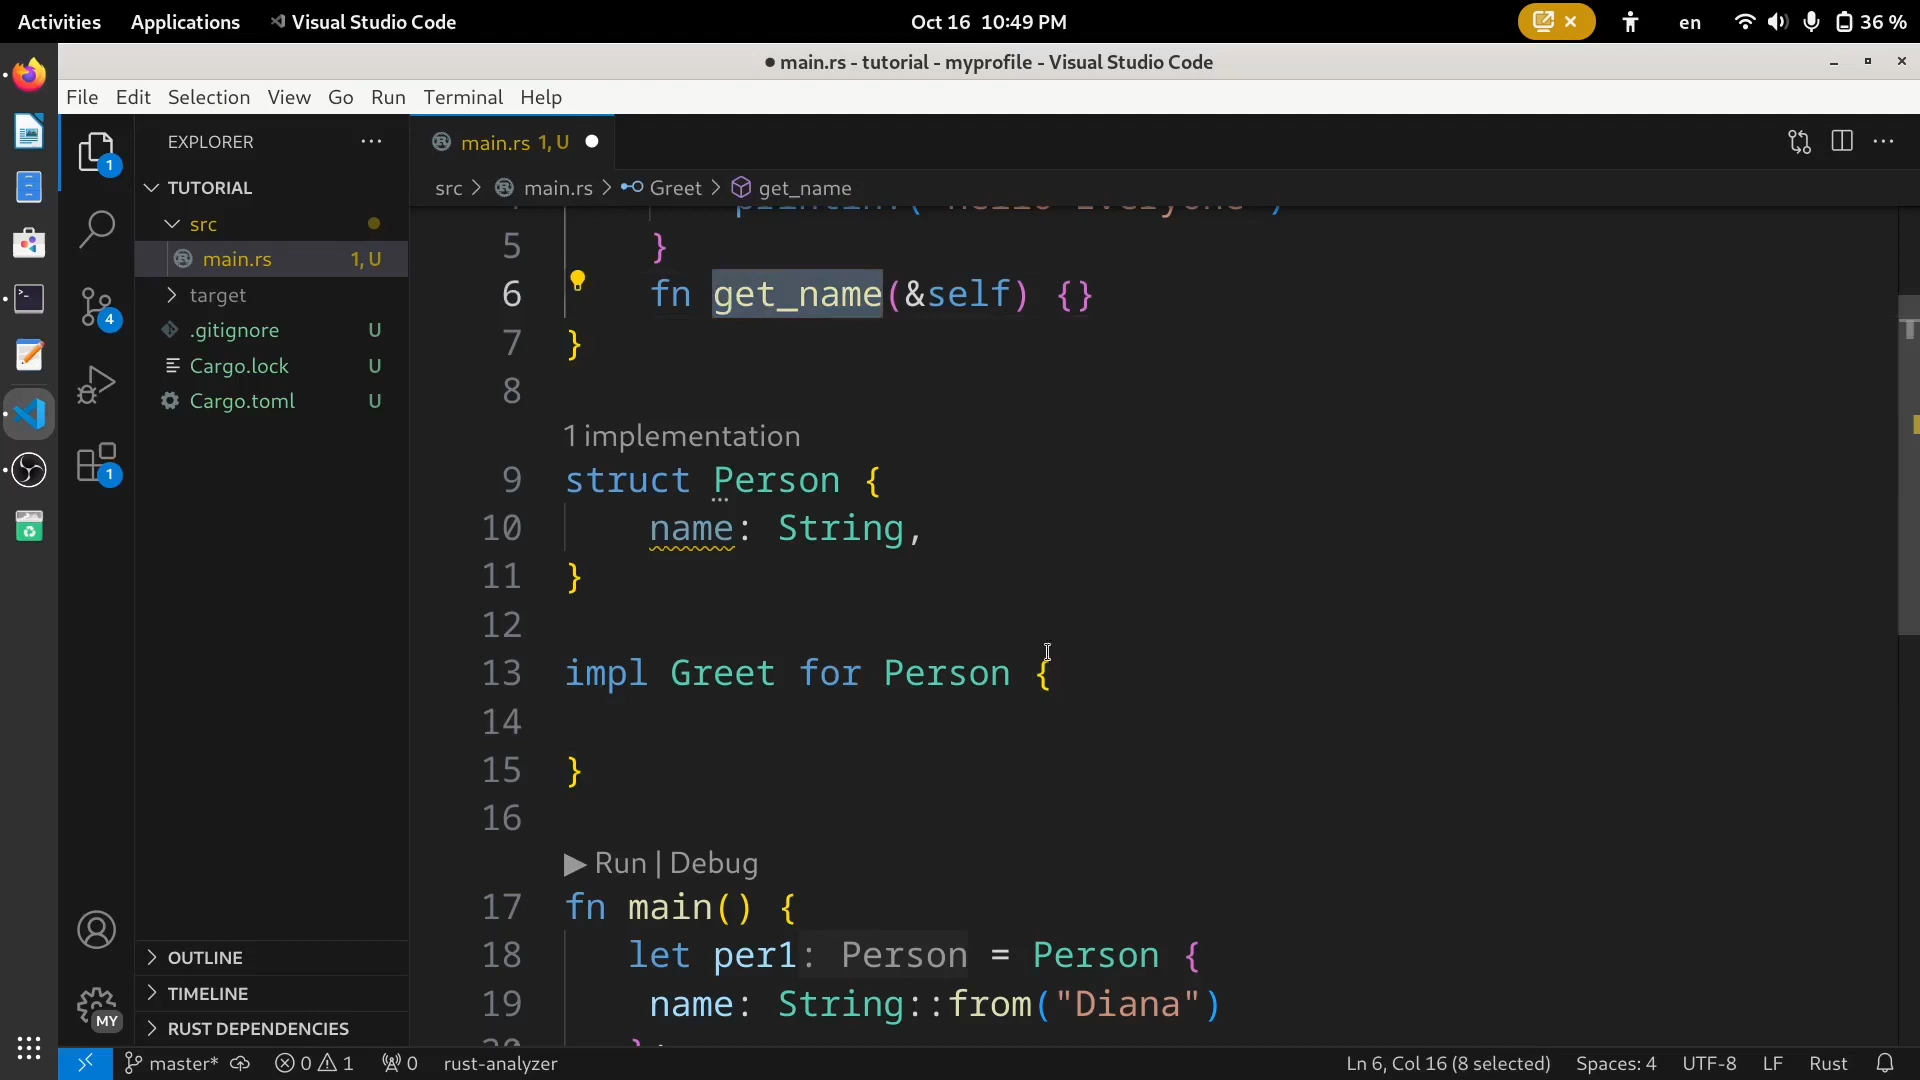 Activities Applications Visual Studio Code Oct 16 10:49 PM en 36 %
main.rs - tutorial - myprofile - Visual Studio Code
File Edit Selection View Go Run Terminal Help
EXPLORER
TUTORIAL
src
main.rs 1, U
target
.gitignore U
Cargo.lock U
Cargo.toml U
OUTLINE
TIMELINE
RUST DEPENDENCIES
1
4
1
MY
main.rs 1, U
src > main.rs > Greet > get_name
5 }
6 fn get_name(&self) {}
7 }
8
1 implementation
9 struct Person {
10 name: String,
11 }
12
13 impl Greet for Person {
14
15 }
16
▶ Run | Debug
17 fn main() {
18 let per1: Person = Person {
19 name: String::from("Diana")
master* 0 1 0 rust-analyzer Ln 6, Col 16 (8 selected) Spaces: 4 UTF-8 LF Rust